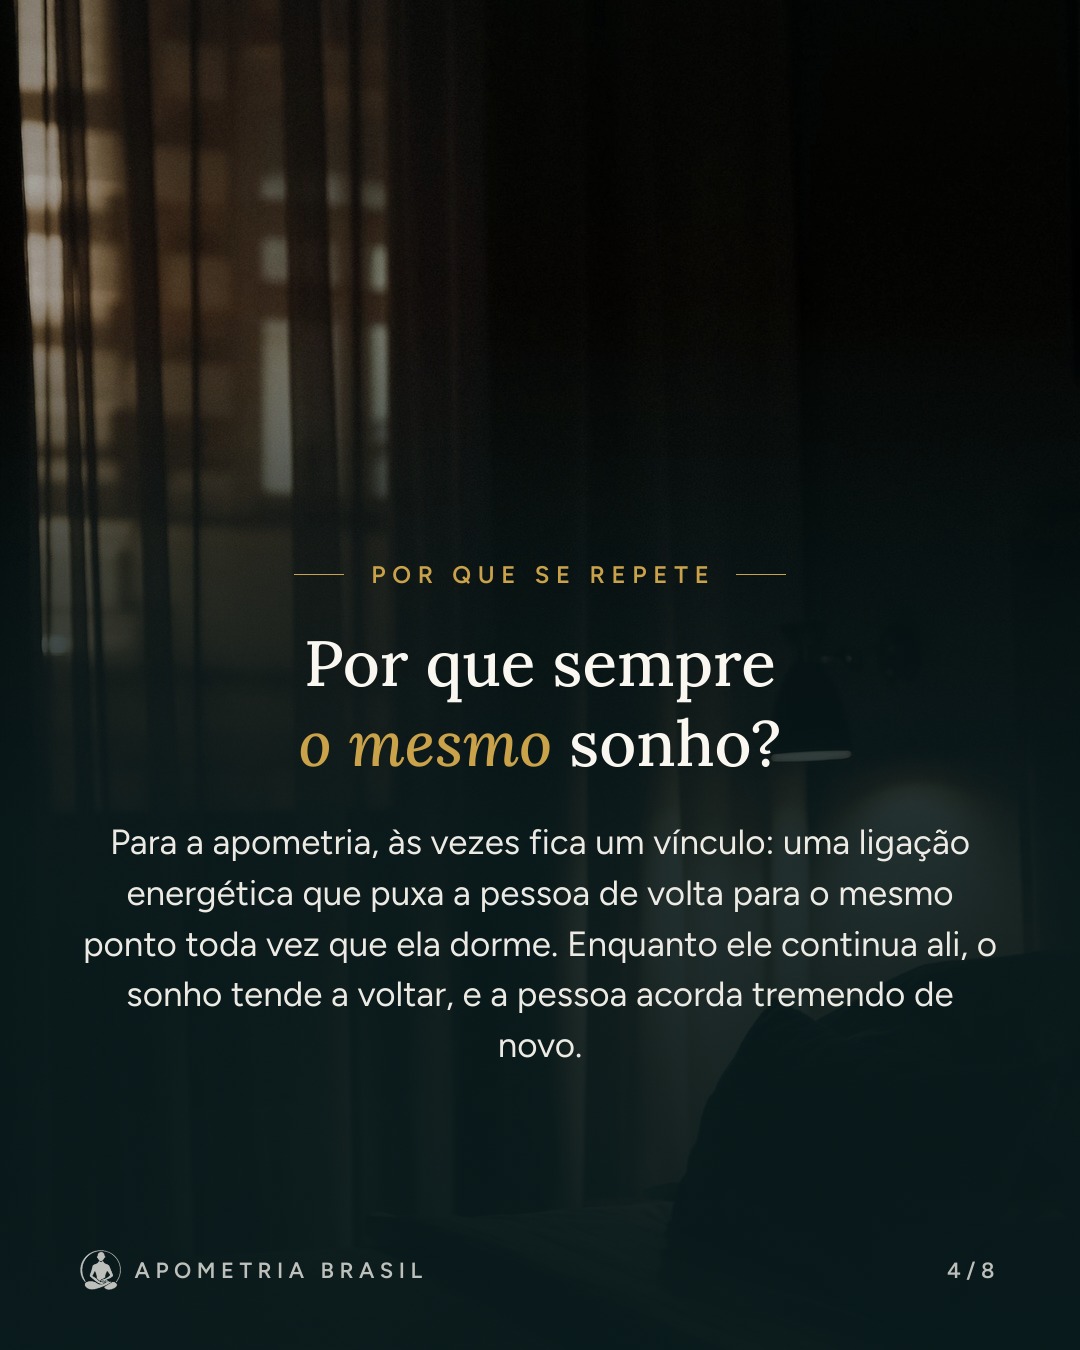 POR QUE SE REPETE
Por que sempre
o mesmo sonho?
Para a apometria, às vezes fica um vínculo: uma ligação
energética que puxa a pessoa de volta para o mesmo
ponto toda vez que ela dorme. Enquanto ele continua ali, o
sonho tende a voltar, e a pessoa acorda tremendo de
novo.
APOMETRIA BRASIL
4/8